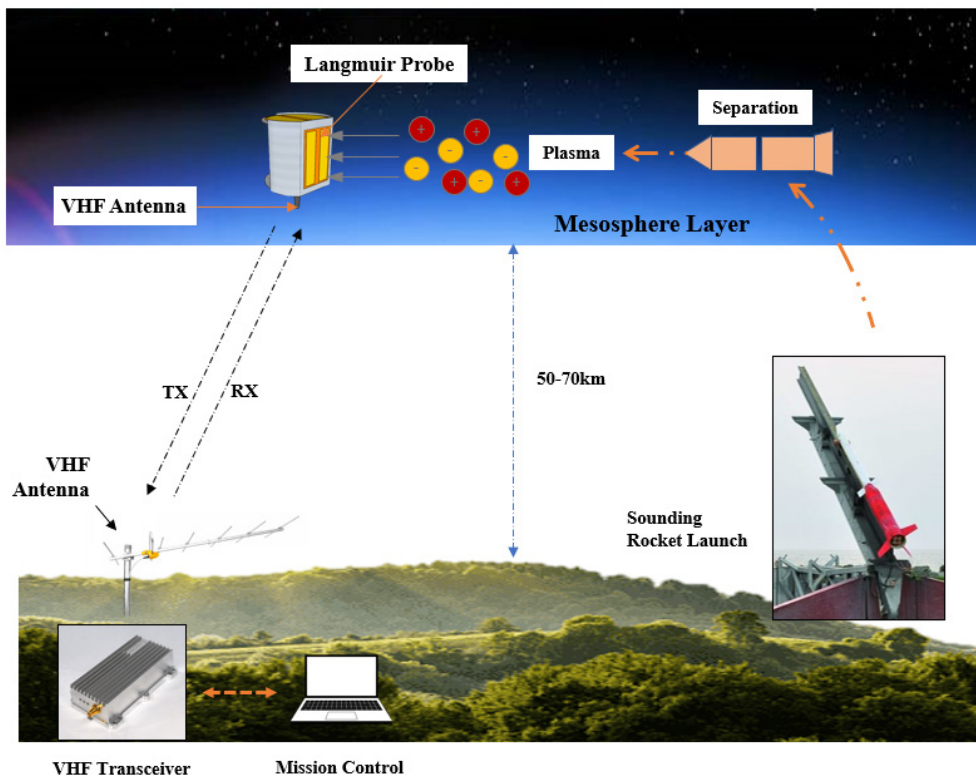 Langmuir Probe
Separation
+
+
-
-
Plasma
-
+
-
+
VHF Antenna
Mesosphere Layer
50-70km
TX
RX
VHF
Antenna
Sounding
Rocket Launch
VHF Transceiver
Mission Control